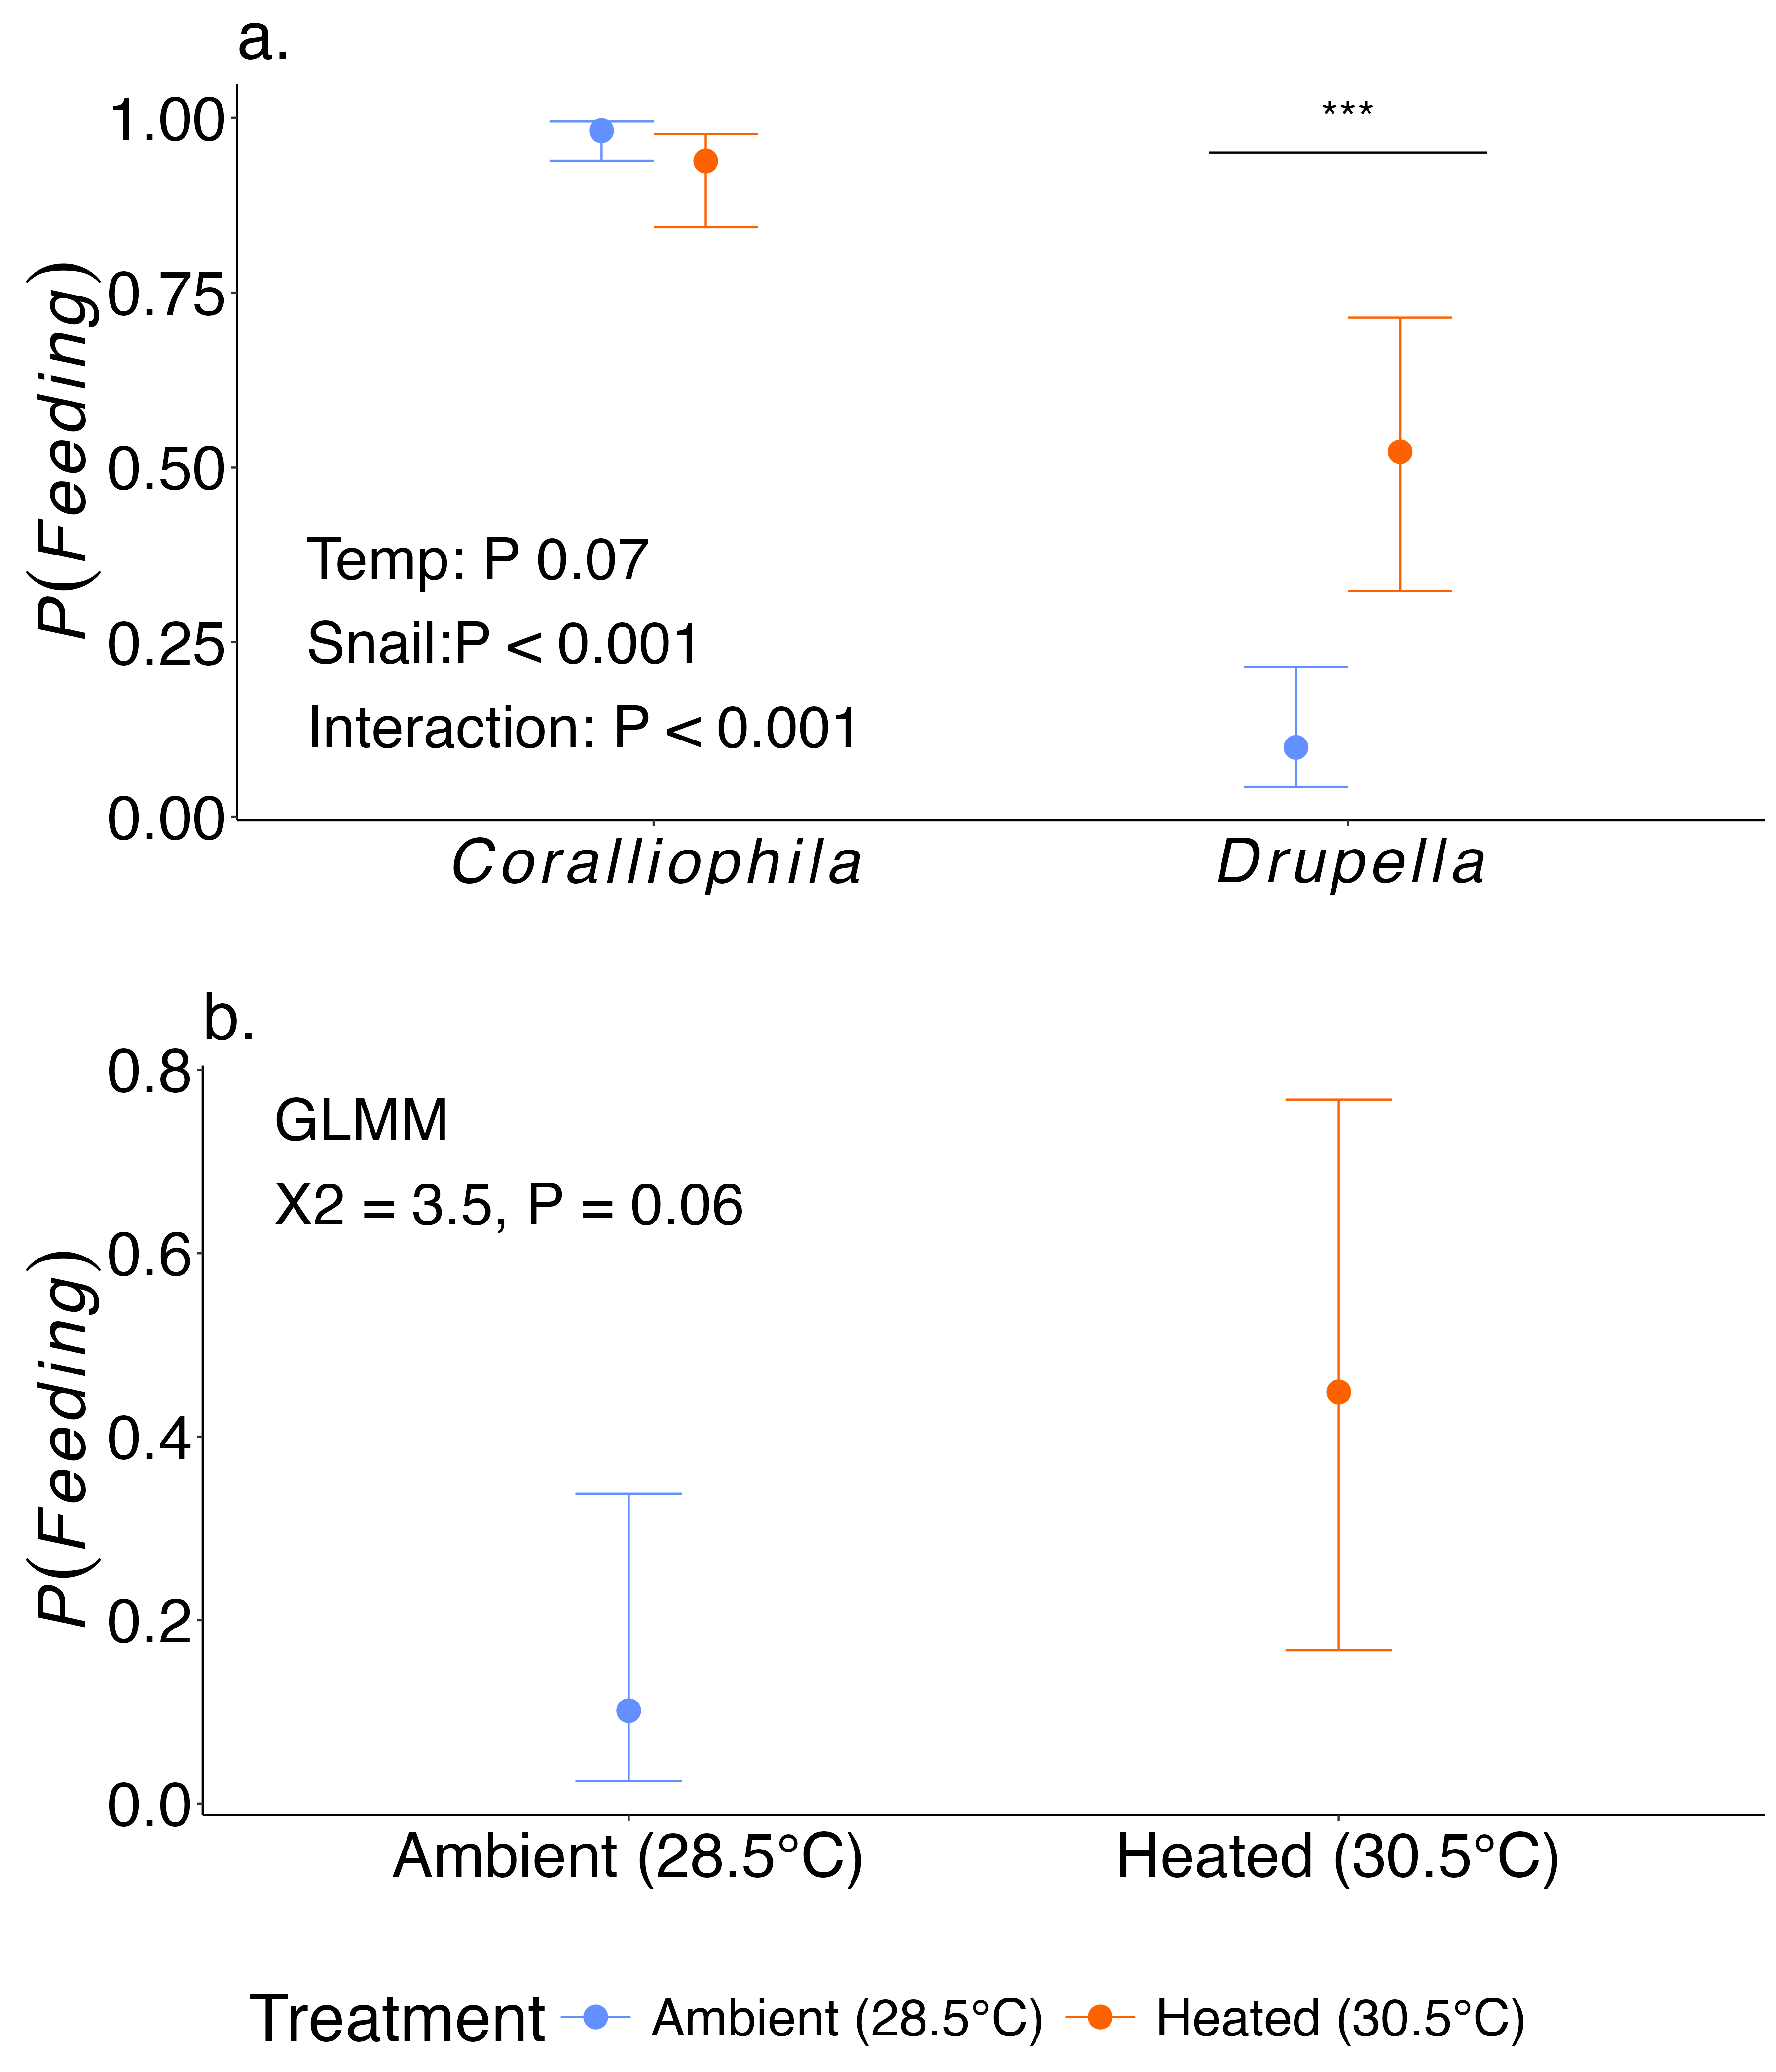 a.
1.00
0.75
0.50
0.25
0.00
P(Feeding)
***
Temp: P 0.07
Snail:P < 0.001
Interaction: P < 0.001
Coralliophila Drupella
b.
0.8
0.6
0.4
0.2
0.0
P(Feeding)
GLMM
X2 = 3.5, P = 0.06
Ambient (28.5°C) Heated (30.5°C)
Treatment Ambient (28.5°C) Heated (30.5°C)